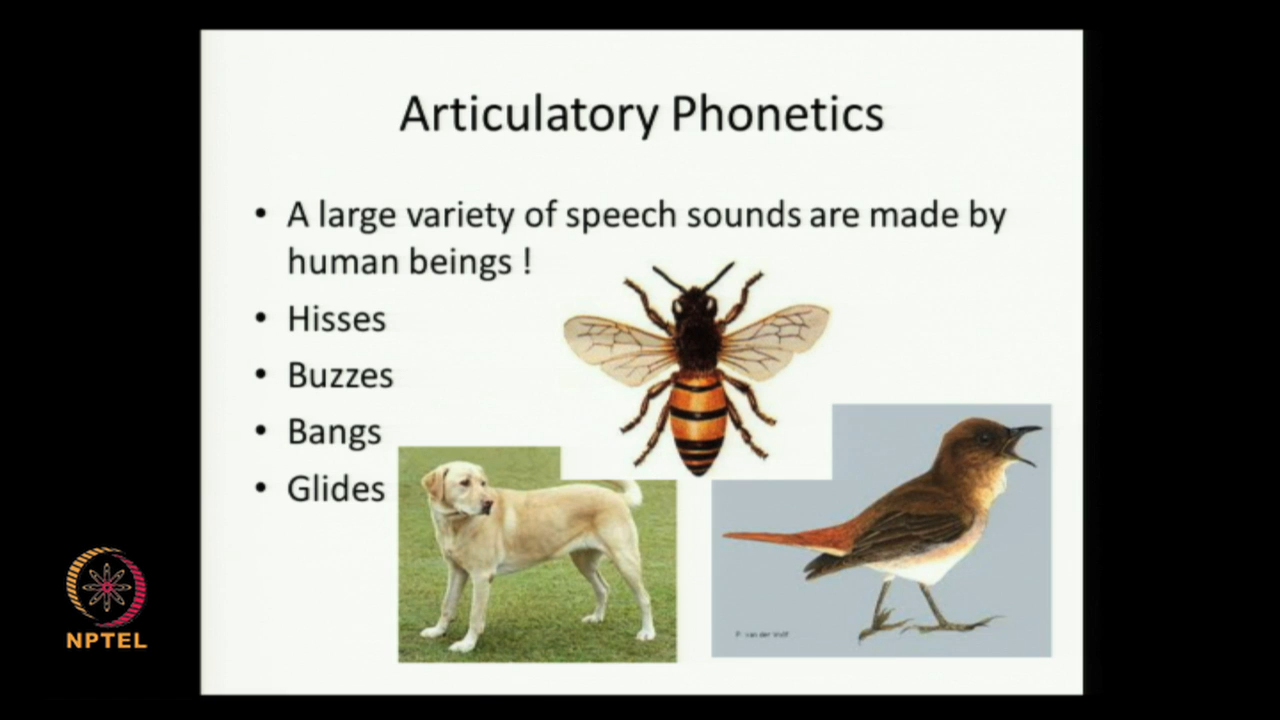 Articulatory Phonetics
• A large variety of speech sounds are made by
human beings !
• Hisses
• Buzzes
• Bangs
• Glides
NPTEL